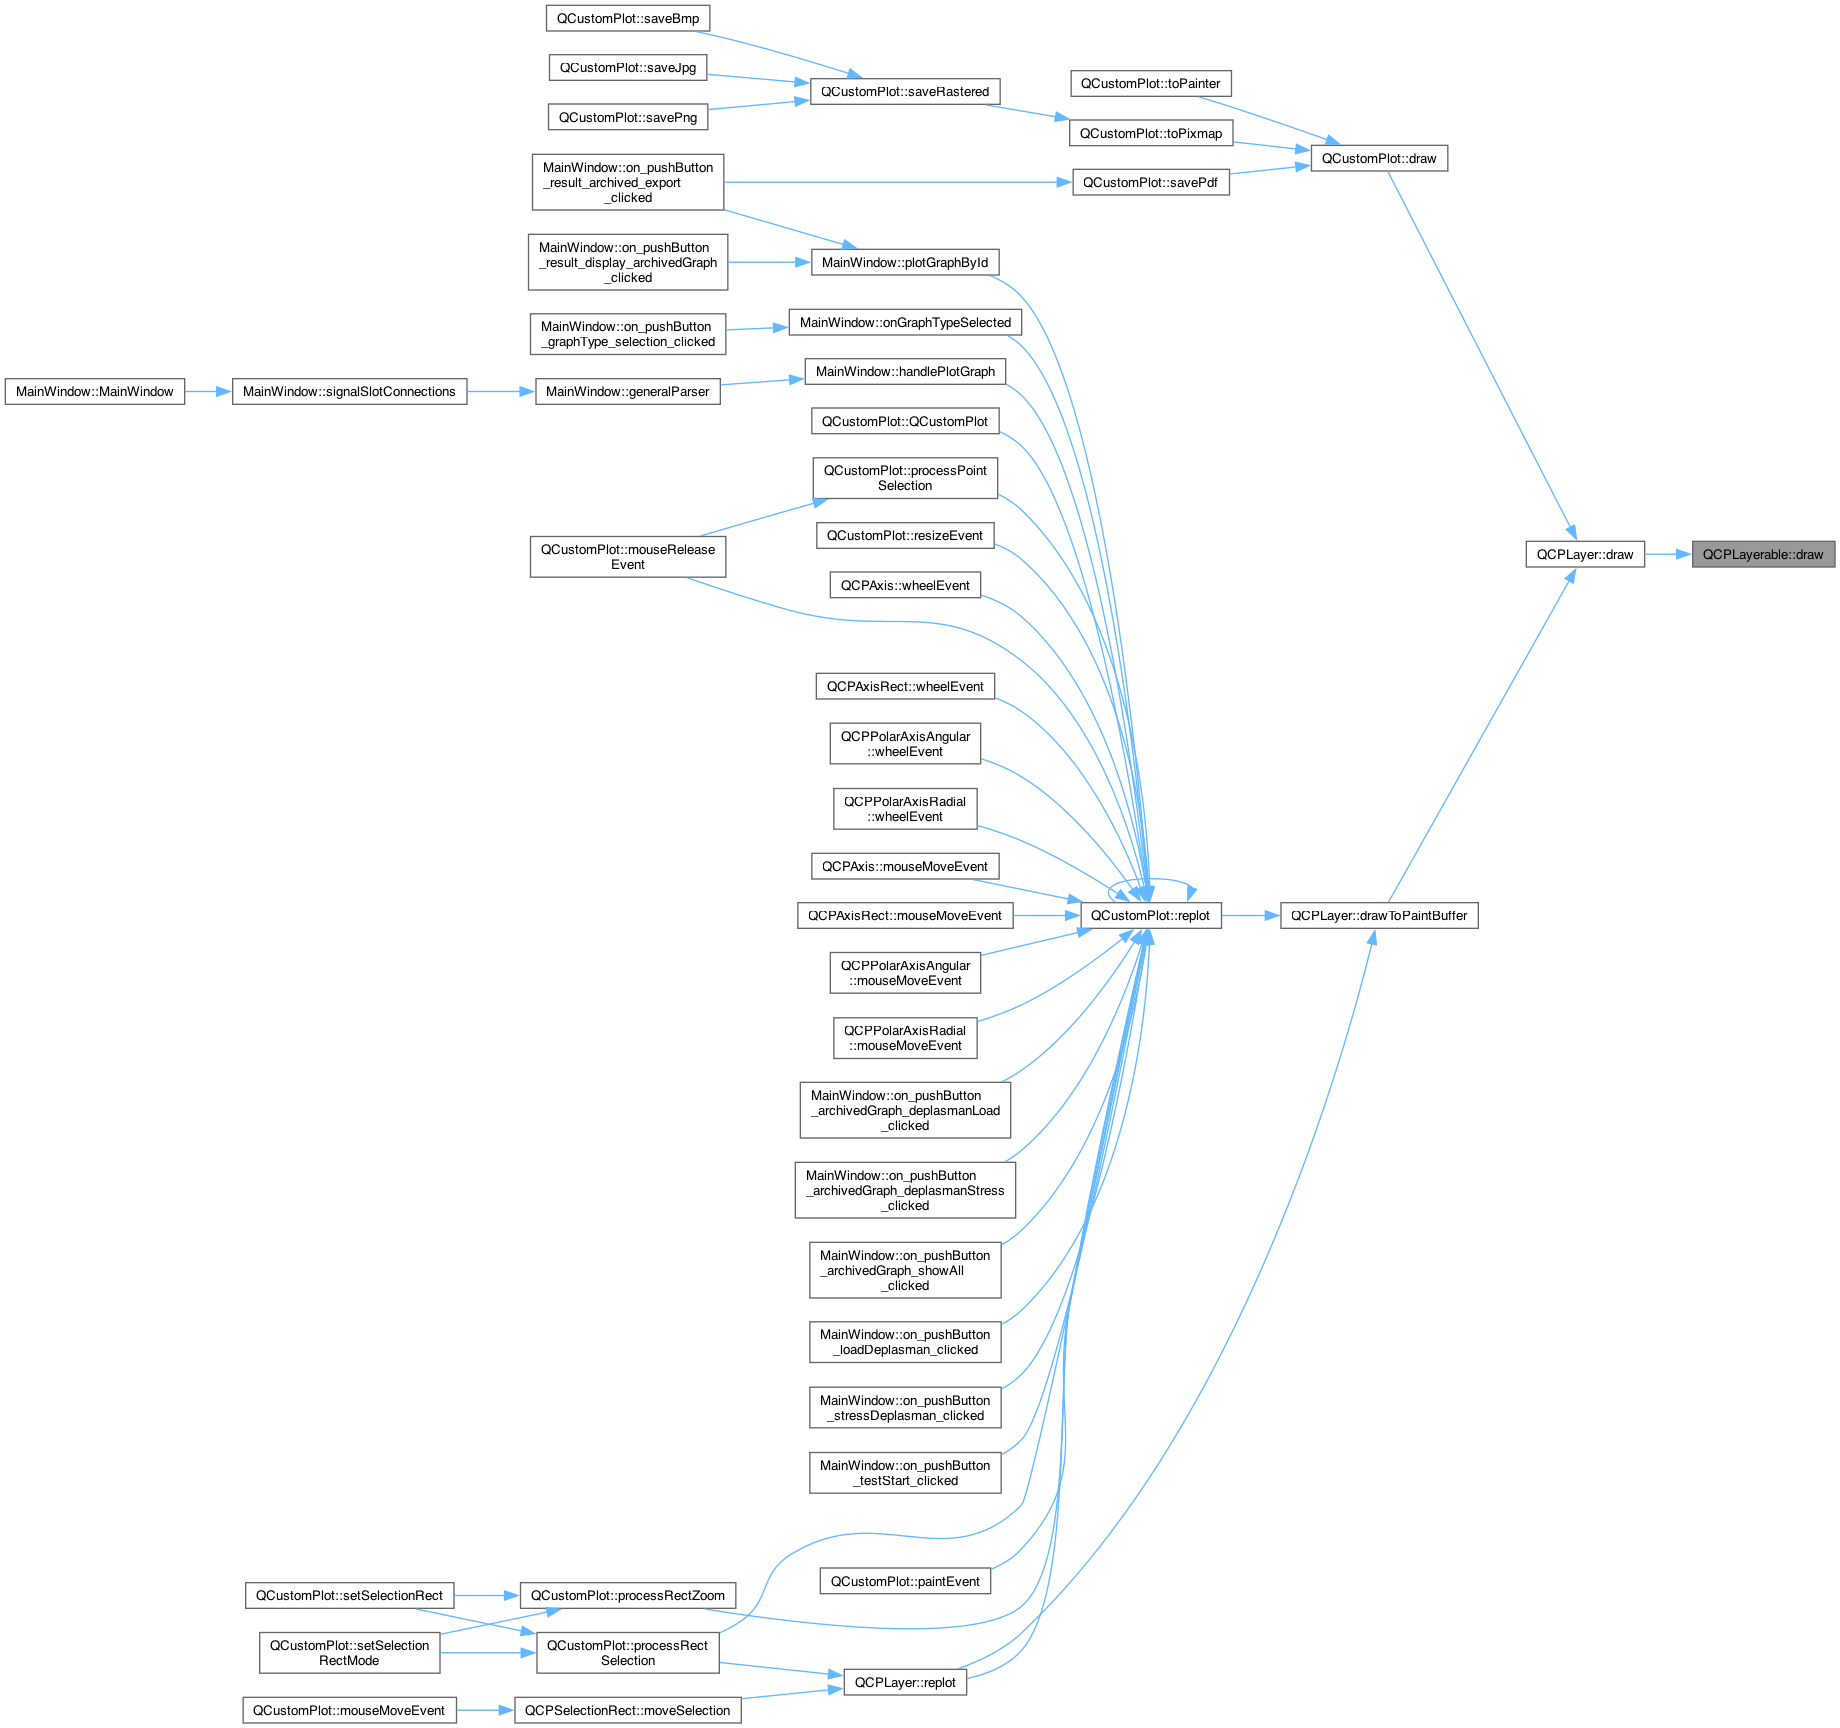 QCustomPlot::saveBmp
QCustomPlot::saveJpg
QCustomPlot::savePng
QCustomPlot::saveRastered
QCustomPlot::toPainter
QCustomPlot::toPixmap
QCustomPlot::draw
QCustomPlot::savePdf
MainWindow::on_pushButton
_result_archived_export
_clicked
MainWindow::on_pushButton
_result_display_archivedGraph
_clicked
MainWindow::plotGraphById
MainWindow::on_pushButton
_graphType_selection_clicked
MainWindow::onGraphTypeSelected
MainWindow::MainWindow
MainWindow::signalSlotConnections
MainWindow::generalParser
MainWindow::handlePlotGraph
QCustomPlot::QCustomPlot
QCustomPlot::processPoint
Selection
QCustomPlot::mouseRelease
Event
QCustomPlot::resizeEvent
QCPLayer::draw
QCPLayerable::draw
QCPAxis::wheelEvent
QCPAxisRect::wheelEvent
QCPPolarAxisAngular
::wheelEvent
QCPPolarAxisRadial
::wheelEvent
QCPAxis::mouseMoveEvent
QCPAxisRect::mouseMoveEvent
QCustomPlot::replot
QCPLayer::drawToPaintBuffer
QCPPolarAxisAngular
::mouseMoveEvent
QCPPolarAxisRadial
::mouseMoveEvent
MainWindow::on_pushButton
_archivedGraph_deplasmanLoad
_clicked
MainWindow::on_pushButton
_archivedGraph_deplasmanStress
_clicked
MainWindow::on_pushButton
_archivedGraph_showAll
_clicked
MainWindow::on_pushButton
_loadDeplasman_clicked
MainWindow::on_pushButton
_stressDeplasman_clicked
MainWindow::on_pushButton
_testStart_clicked
QCustomPlot::paintEvent
QCustomPlot::setSelectionRect
QCustomPlot::processRectZoom
QCustomPlot::setSelection
RectMode
QCustomPlot::processRect
Selection
QCPLayer::replot
QCustomPlot::mouseMoveEvent
QCPSelectionRect::moveSelection